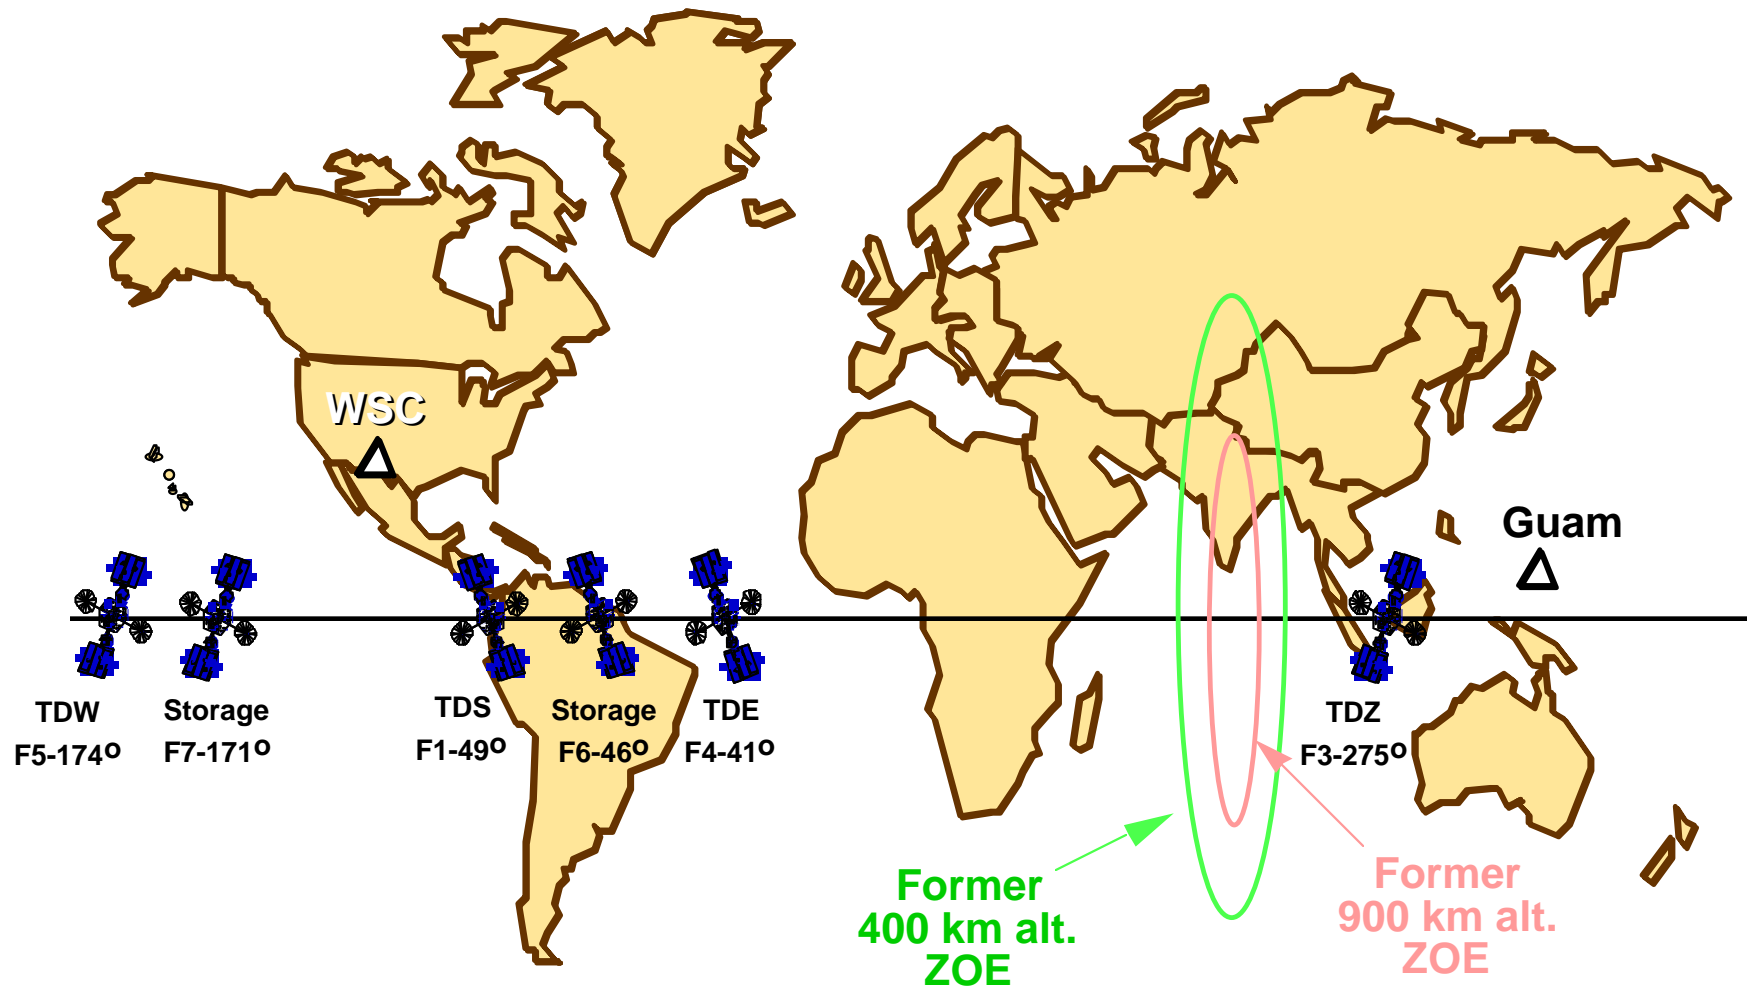 WSC
Guam
TDW
F5-174º
Storage
F7-171º
TDS
F1-49º
Storage
F6-46º
TDE
F4-41º
TDZ
F3-275º
Former
400 km alt.
ZOE
Former
900 km alt.
ZOE